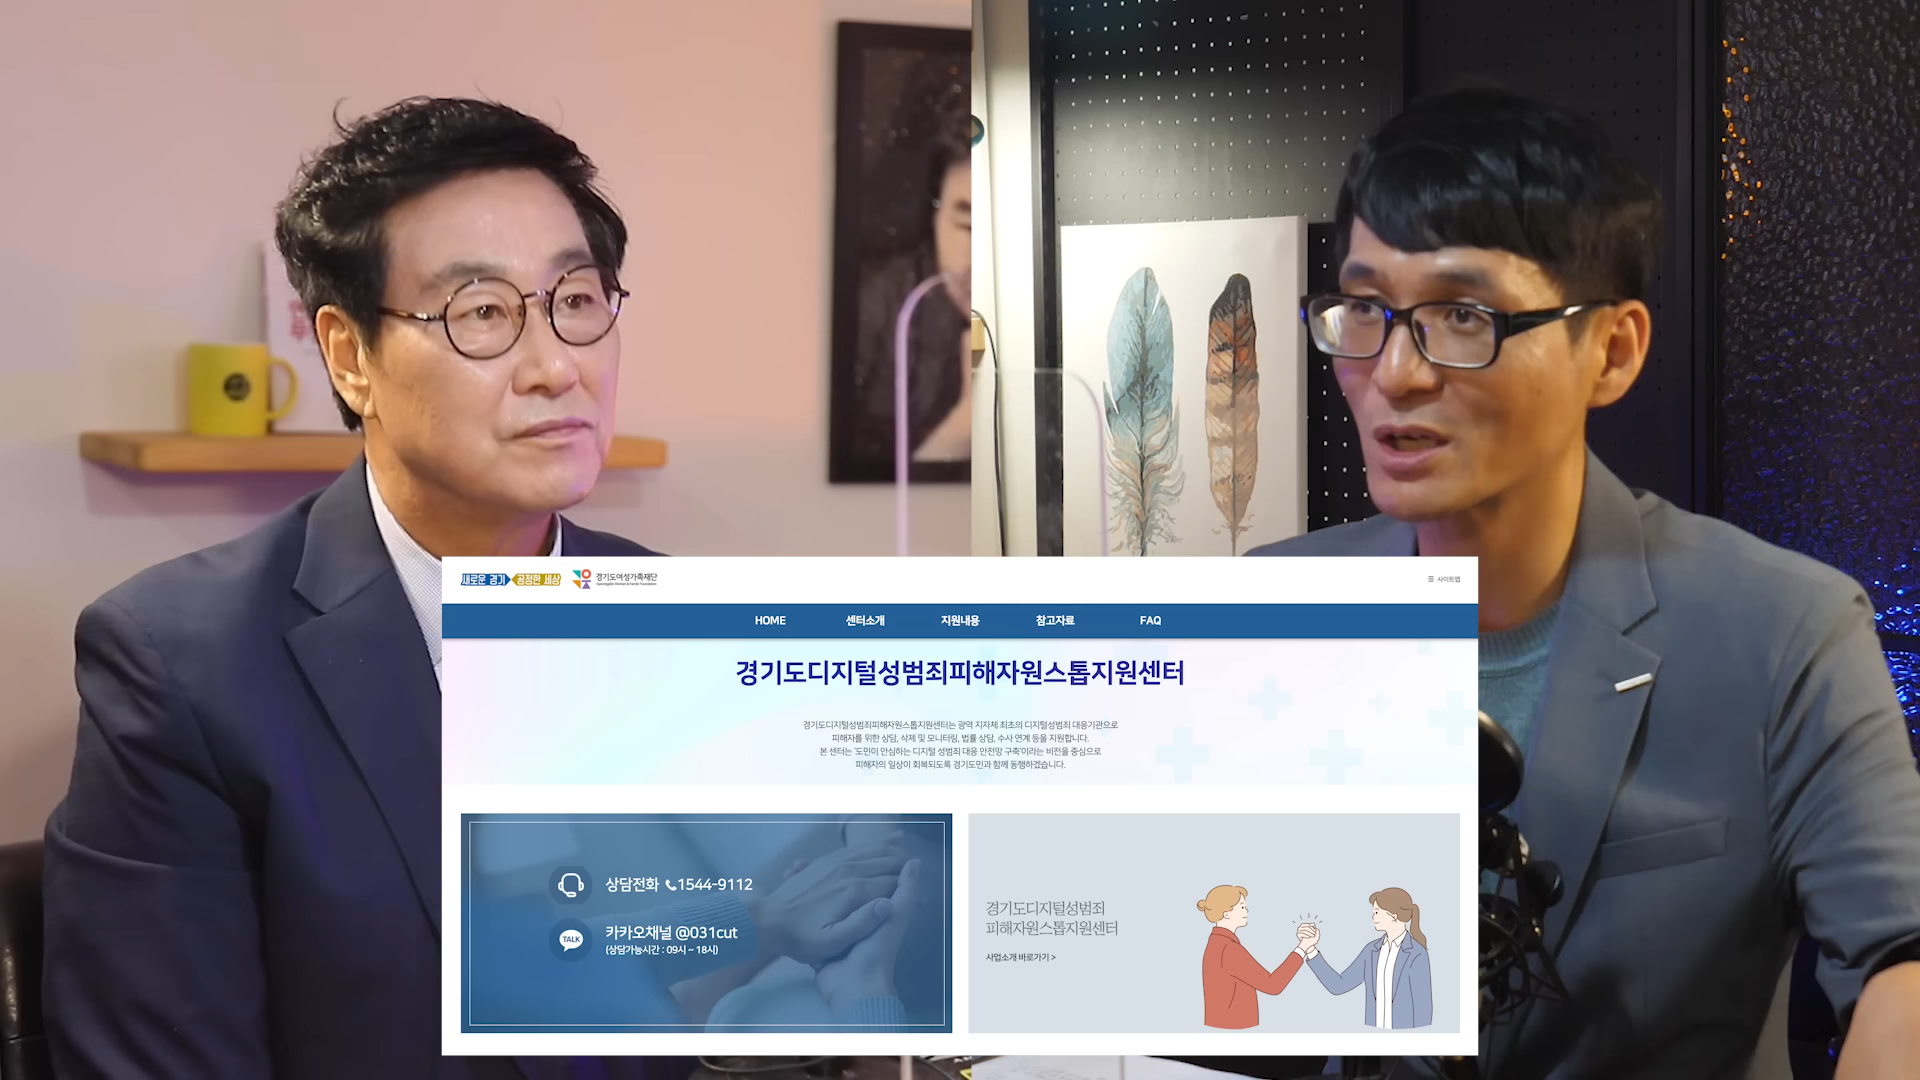 새로운 경기 공정한 세상
경기도여성가족재단
사이트맵
HOME 센터소개 지원내용 참고자료 FAQ
경기도디지털성범죄피해자원스톱지원센터
경기도디지털성범죄피해자원스톱지원센터는 광역 지자체 최초의 디지털성범죄 대응기관으로
피해자를 위한 상담, 삭제 및 모니터링, 법률 상담, 수사 연계 등을 지원합니다.
본 센터는 '도민이 안심하는 디지털 성범죄 대응 안전망 구축'이라는 비전을 중심으로
피해자의 일상이 회복되도록 경기도민과 함께 동행하겠습니다.
상담전화 1544-9112
TALK
카카오채널 @031cut
(상담가능시간 : 09시 ~ 18시)
경기도디지털성범죄
피해자원스톱지원센터
사업소개 바로가기 >